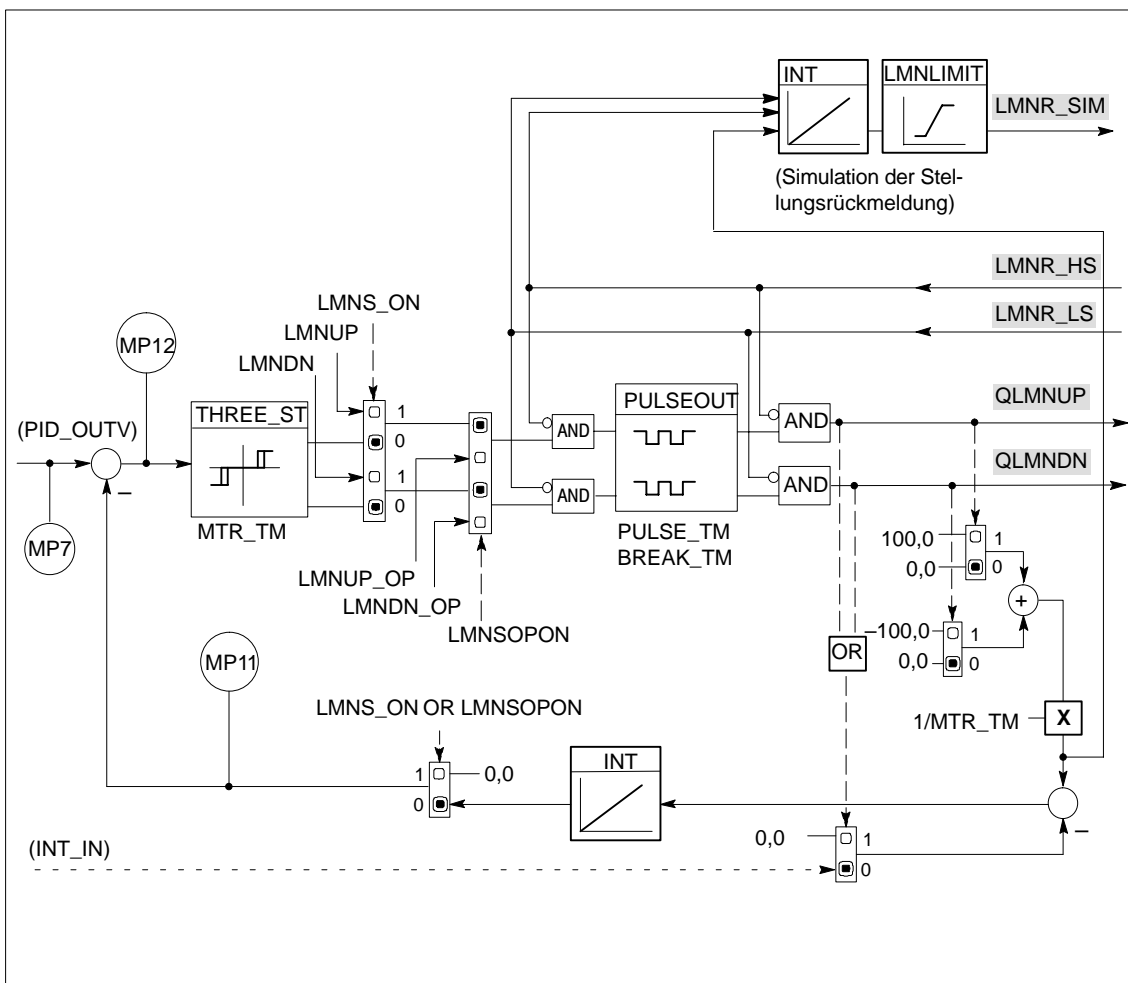 INT
LMNLIMIT
LMNR_SIM
(Simulation der Stel-
lungsrückmeldung)
LMNR_HS
LMNS_ON
LMNR_LS
LMNUP
MP12
LMNDN
THREE_ST
PULSEOUT
QLMNUP
(PID_OUTV)
1
0
AND
AND
–
1
0
QLMNDN
AND
AND
MTR_TM
PULSE_TM
BREAK_TM
MP7
100,0
1
0,0
0
LMNUP_OP
LMNDN_OP
+
LMNSOPON
–100,0
1
OR
0,0
0
MP11
LMNS_ON OR LMNSOPON
1/MTR_TM
X
INT
1
0,0
0
–
0,0
1
(INT_IN)
0